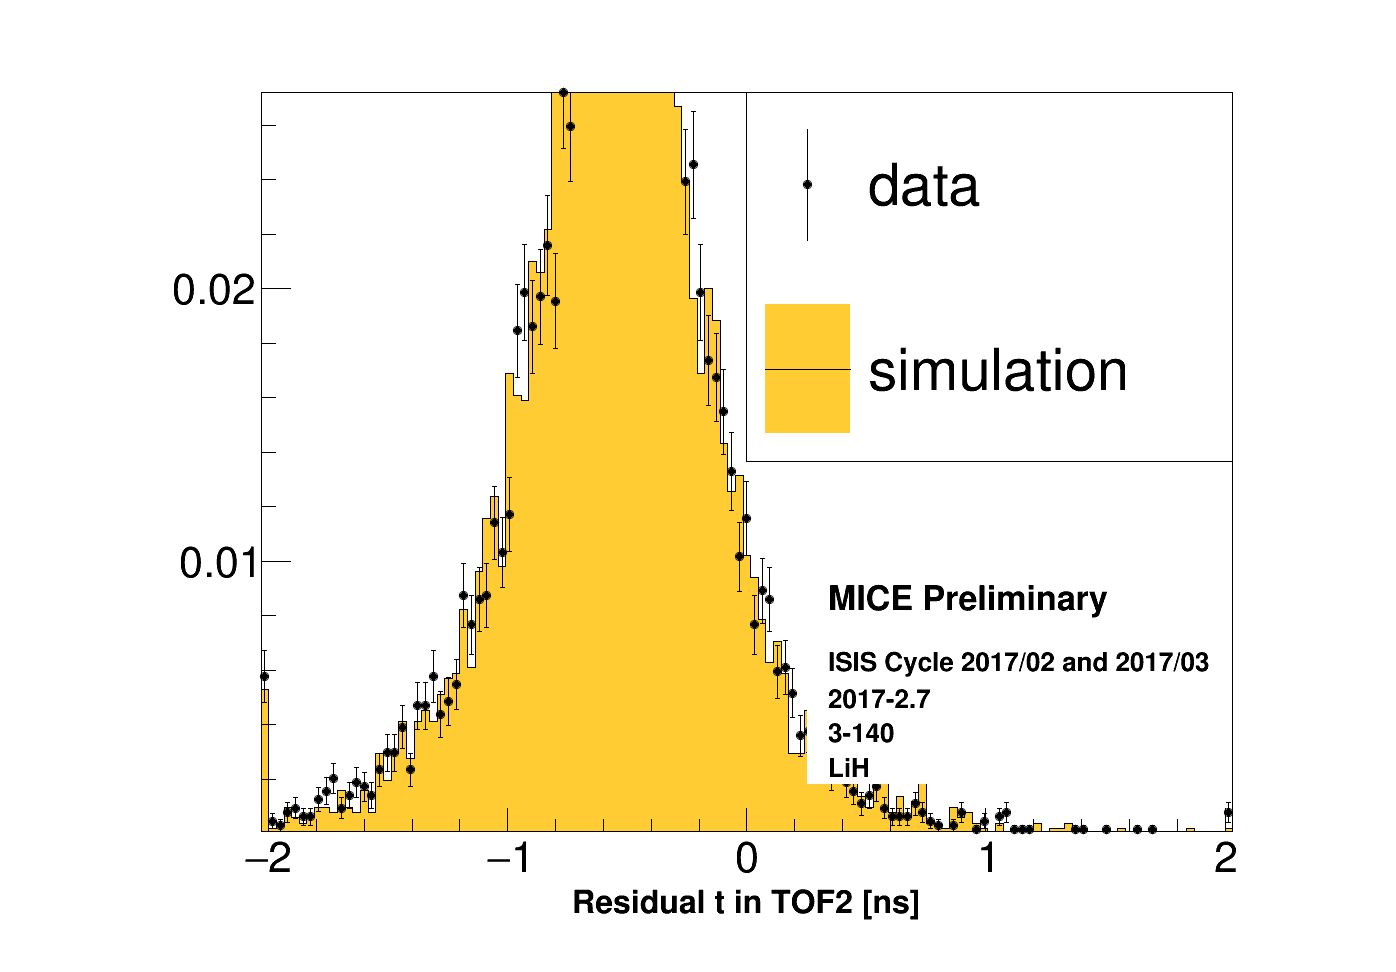 data
simulation
0.02
0.01
MICE Preliminary
ISIS Cycle 2017/02 and 2017/03
2017-2.7
3-140
LiH
−2 −1 0 1 2
Residual t in TOF2 [ns]